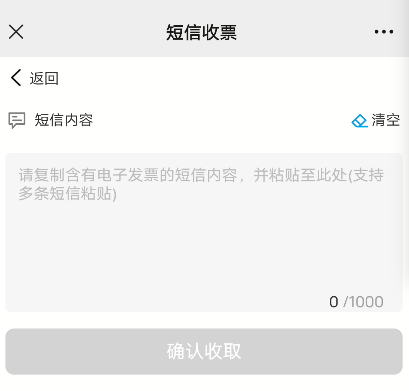 短信收票
返回
短信内容
清空
请复制含有电子发票的短信内容，并粘贴至此处(支持
多条短信粘贴)
0 /1000
确认收取